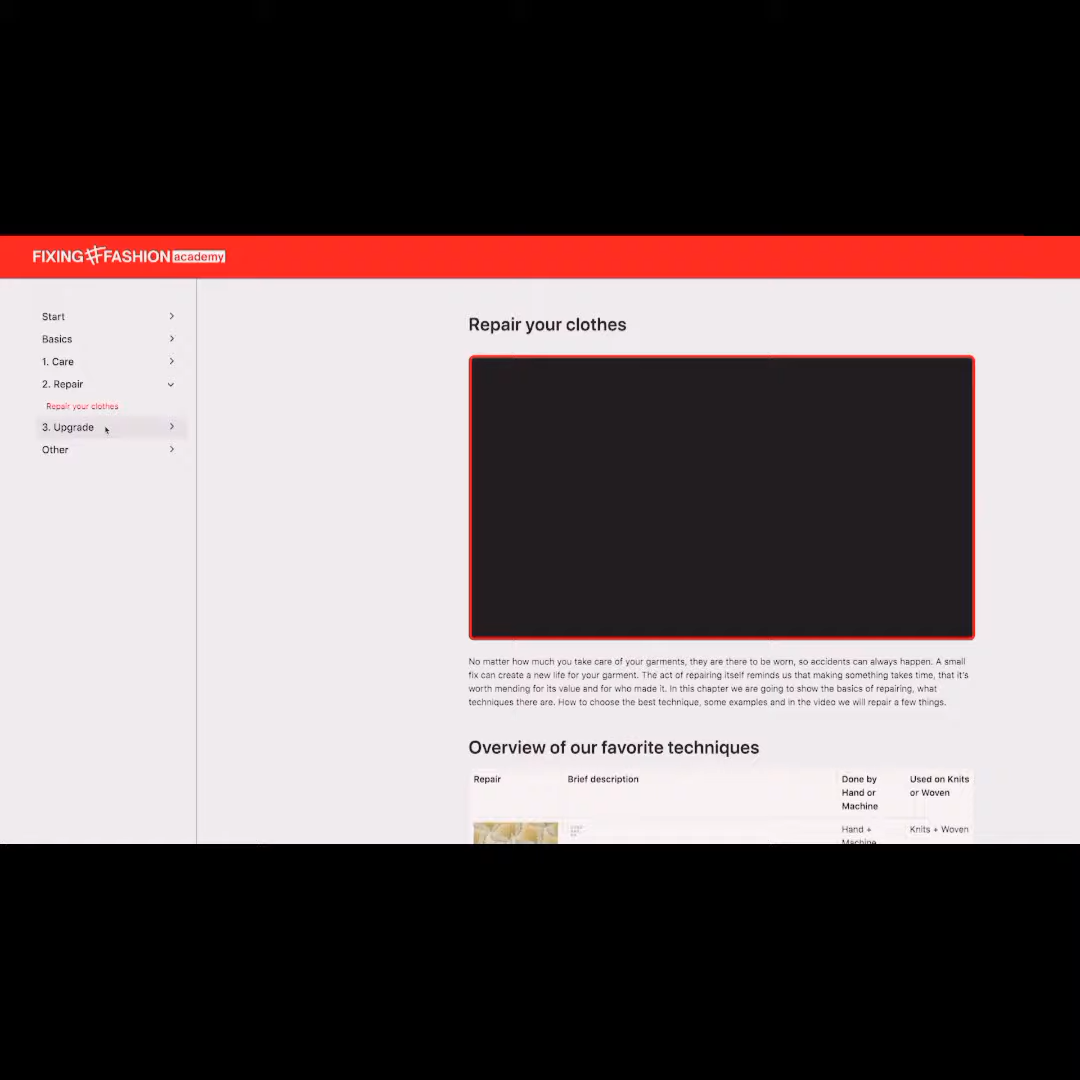 FIXING FASHION academy
Start
Basics
1. Care
2. Repair
Repair your clothes
3. Upgrade
Other
Repair your clothes
No matter how much you take care of your garments, they are there to be worn, so accidents can always happen. A small
fix can create a new life for your garment. The act of repairing itself reminds us that making something takes time, that it's
worth mending for its value and for who made it. In this chapter we are going to show the basics of repairing, what
techniques there are. How to choose the best technique, some examples and in the video we will repair a few things.
Overview of our favorite techniques
Repair
Brief description
Done by
Hand or
Machine
Used on Knits
or Woven
Hand +
Machine
Knits + Woven